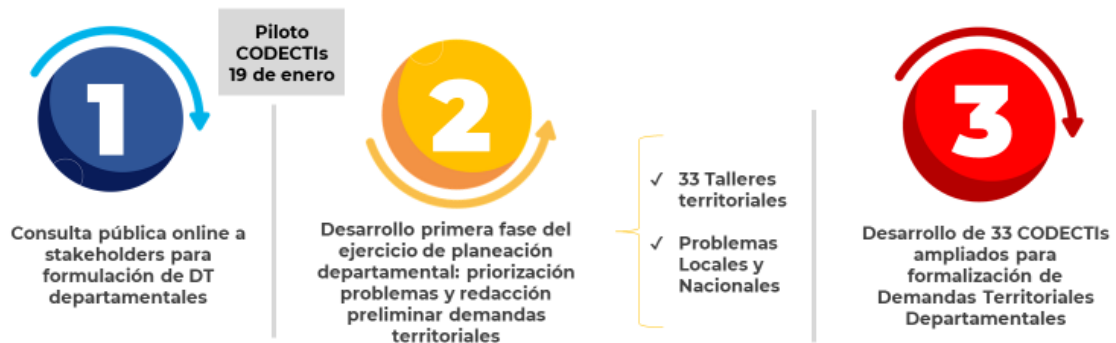 1
Consulta pública online a
stakeholders para
formulación de DT
departamentales
Piloto
CODECTIs
19 de enero
2
Desarrollo primera fase del
ejercicio de planeación
departamental: priorización
problemas y redacción
preliminar demandas
territoriales
✓ 33 Talleres
territoriales
✓ Problemas
Locales y
Nacionales
3
Desarrollo de 33 CODECTIs
ampliados para
formalización de
Demandas Territoriales
Departamentales